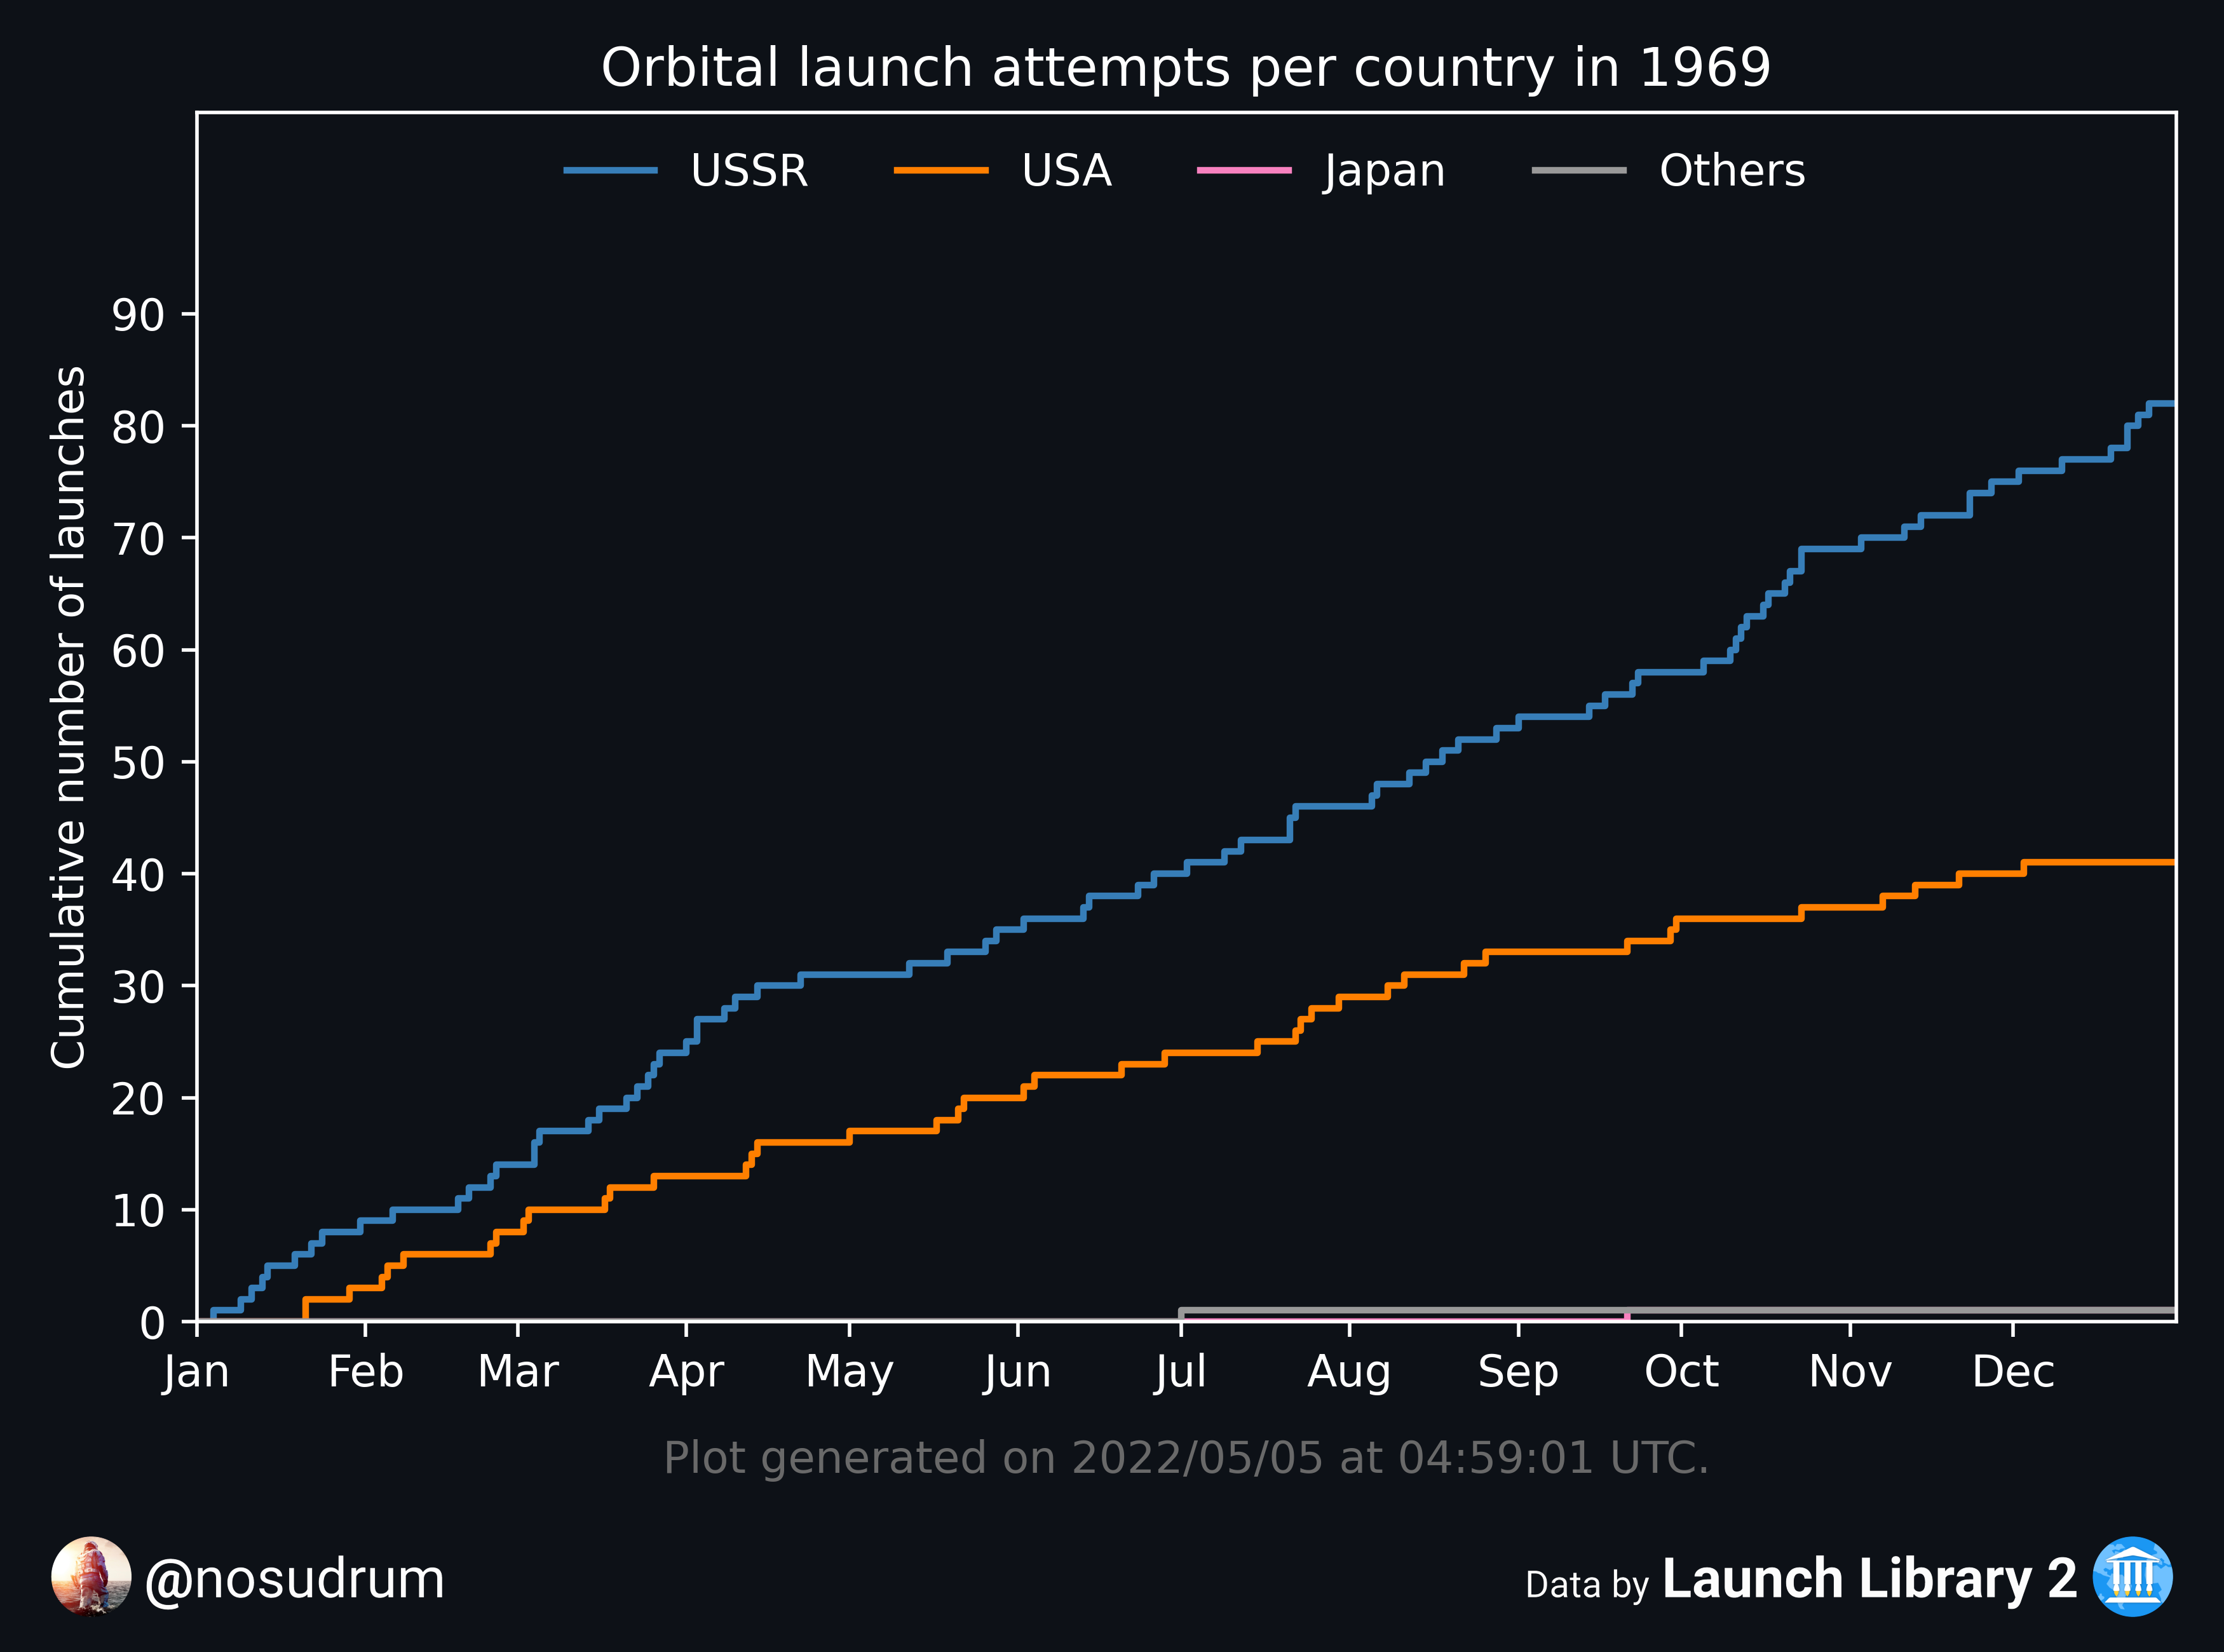 Orbital launch attempts per country in 1969
USSR USA Japan Others
Cumulative number of launches
90
80
70
60
50
40
30
20
10
0
Jan Feb Mar Apr May Jun Jul Aug Sep Oct Nov Dec
Plot generated on 2022/05/05 at 04:59:01 UTC.
@nosudrum
Data by Launch Library 2